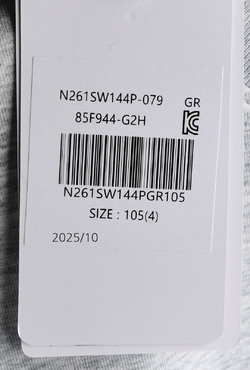 N261SW144P-079 GR
85F944-G2H
N261SW144PGR105
SIZE : 105(4)
2025/10